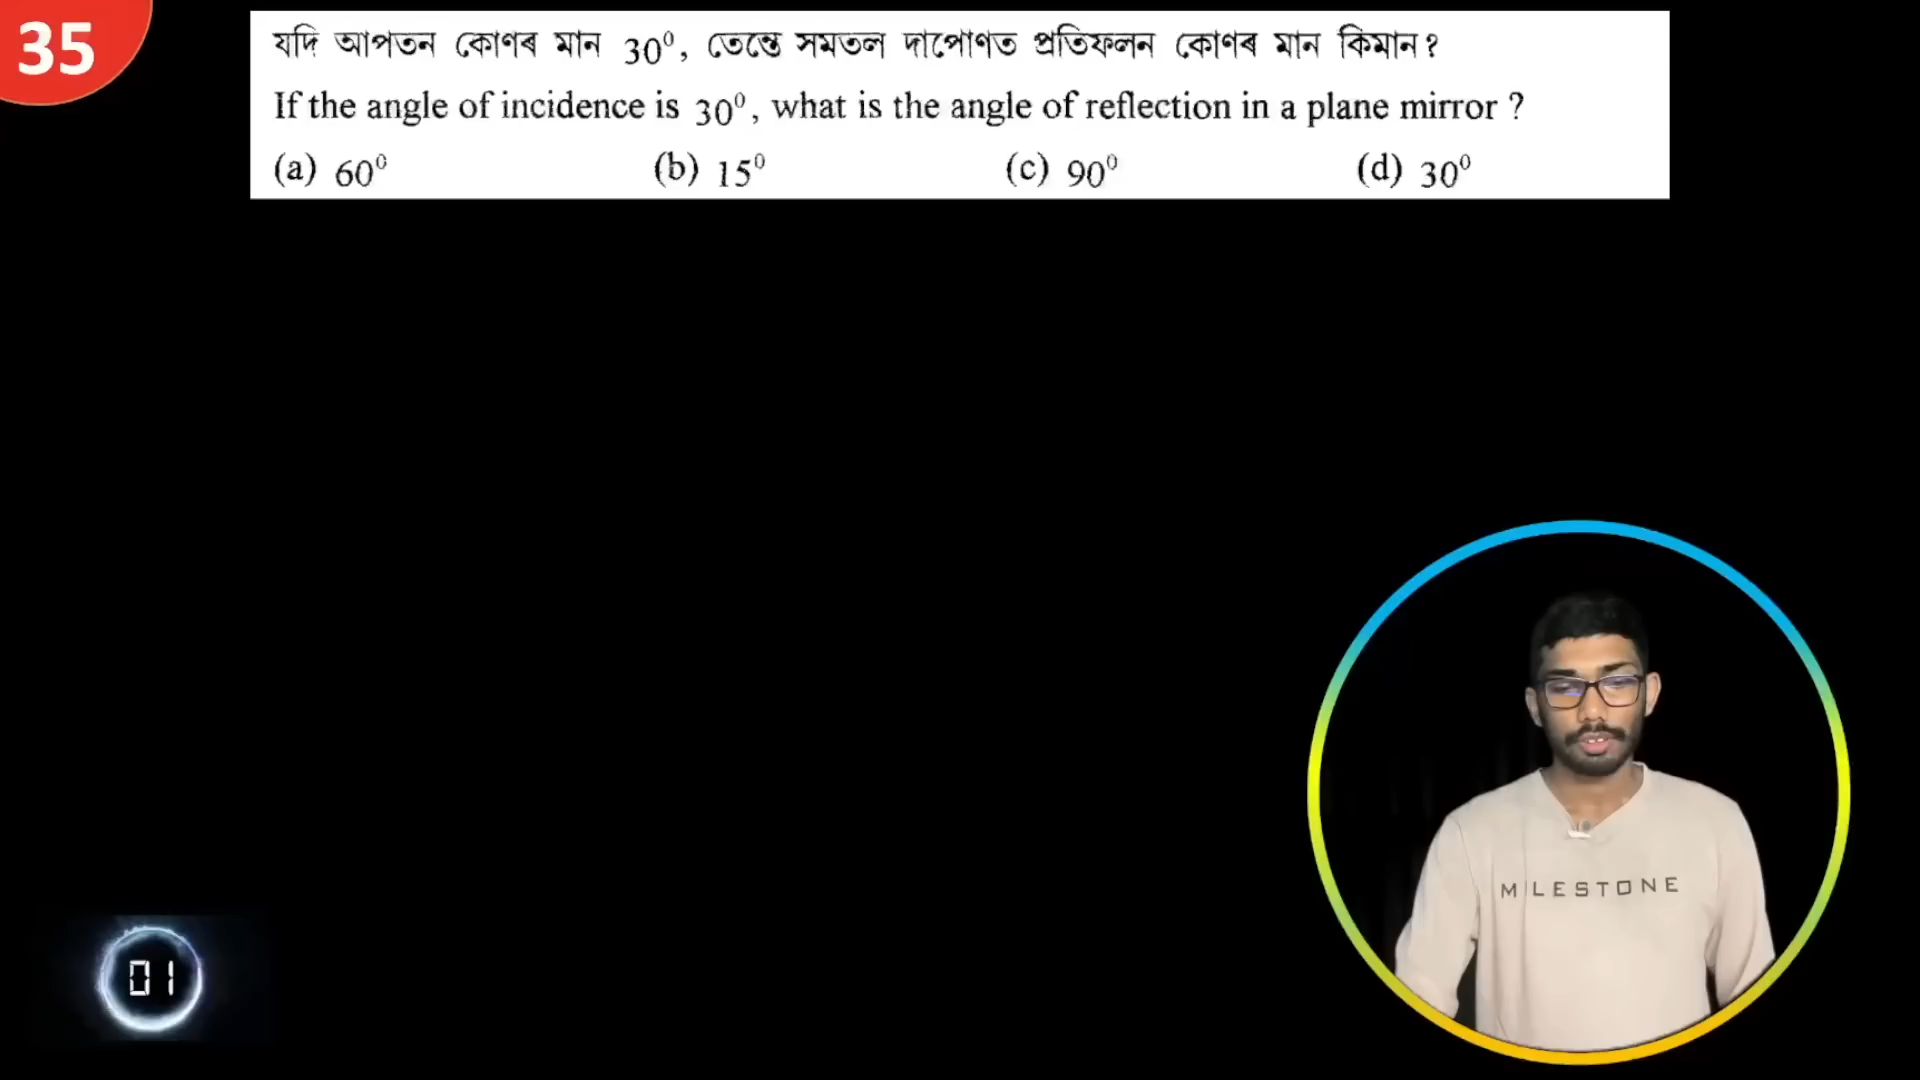 35
যদি আপতন কোণৰ মান 30⁰, তেন্তে সমতল দাপোণত প্ৰতিফলন কোণৰ মান কিমান?
If the angle of incidence is 30⁰, what is the angle of reflection in a plane mirror ?
(a) 60⁰ (b) 15⁰ (c) 90⁰ (d) 30⁰
MILESTONE
01